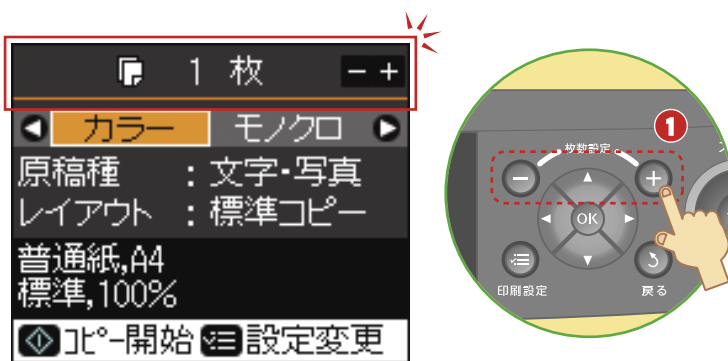 1 枚 − +
カラー モノクロ
原稿種 : 文字・写真
レイアウト : 標準コピー
普通紙,A4
標準,100%
コピー開始 設定変更
1
枚数設定
− +
OK
印刷設定
戻る